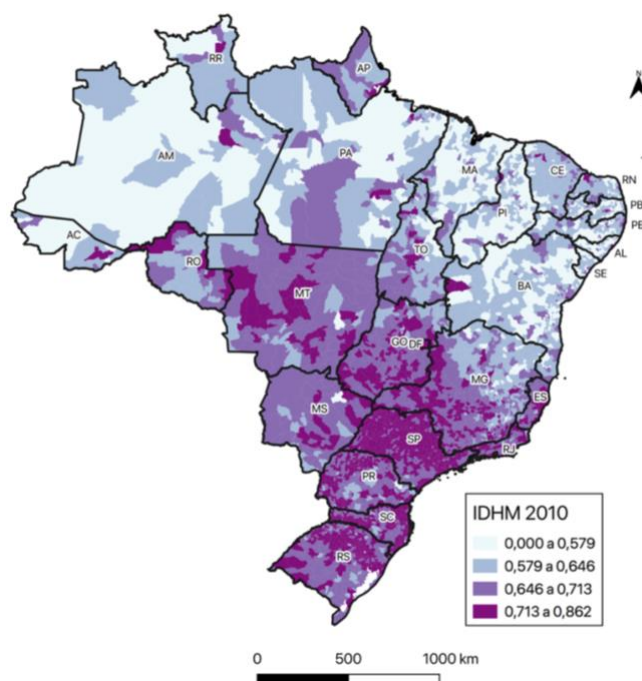 N
RR
AP
AM
PA
MA
CE
RN
PB
PE
PI
AL
SE
AC
RO
TO
BA
MT
GO DF
MG
ES
MS
SP
RJ
PR
SC
RS
IDHM 2010
0,000 a 0,579
0,579 a 0,646
0,646 a 0,713
0,713 a 0,862
0 500 1000 km